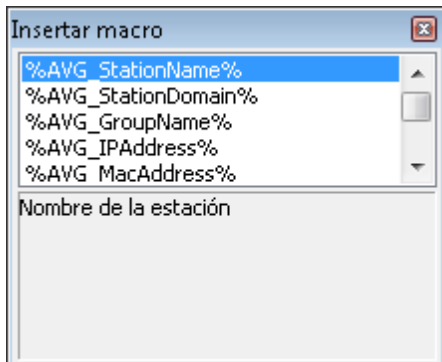 Insertar macro
%AVG_StationName%
%AVG_StationDomain%
%AVG_GroupName%
%AVG_IPAddress%
%AVG_MacAddress%
Nombre de la estación